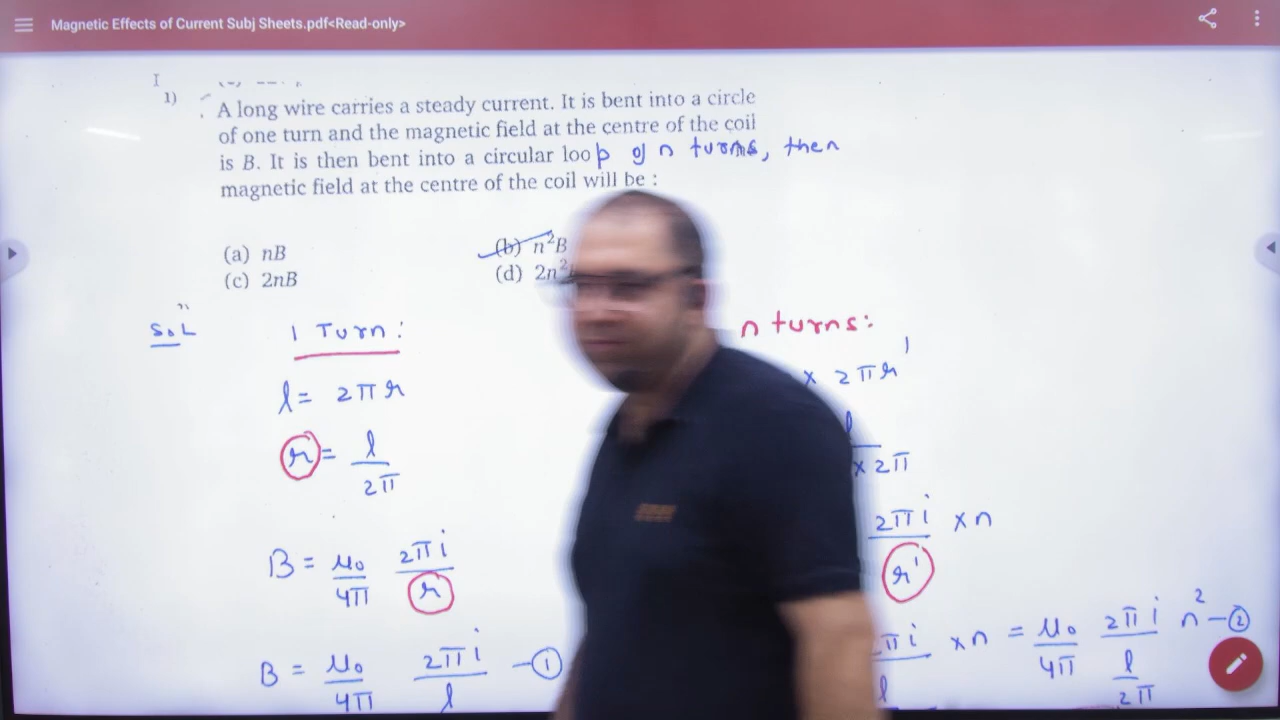 Magnetic Effects of Current Subj Sheets.pdf<Read-only>
I
1)
A long wire carries a steady current. It is bent into a circle
of one turn and the magnetic field at the centre of the coil
is B. It is then bent into a circular loop of n turns, then
magnetic field at the centre of the coil will be :
(a) nB
(b) n²B
(c) 2nB
(d) 2n²
SOL
1 Turn:
n turns:
l = 2πr
x 2πr'
r = l/2π
l
x 2π
B = μ₀/4π 2πi/r
2πi/r' x n
B = μ₀/4π 2πi/l – ①
πi/l x n = μ₀/4π 2πi/(l/2π) n² – ②